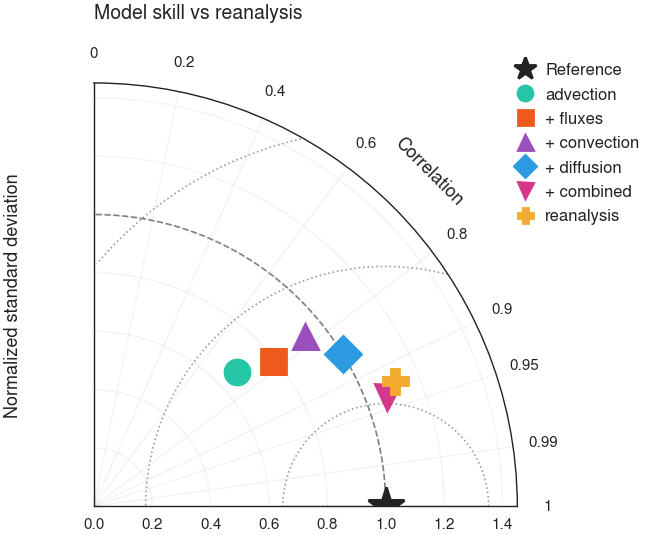 Model skill vs reanalysis
0
0.2
0.4
0.6
0.8
0.9
0.95
0.99
1
Correlation
Normalized standard deviation
0.0 0.2 0.4 0.6 0.8 1.0 1.2 1.4
Reference
advection
+ fluxes
+ convection
+ diffusion
+ combined
reanalysis